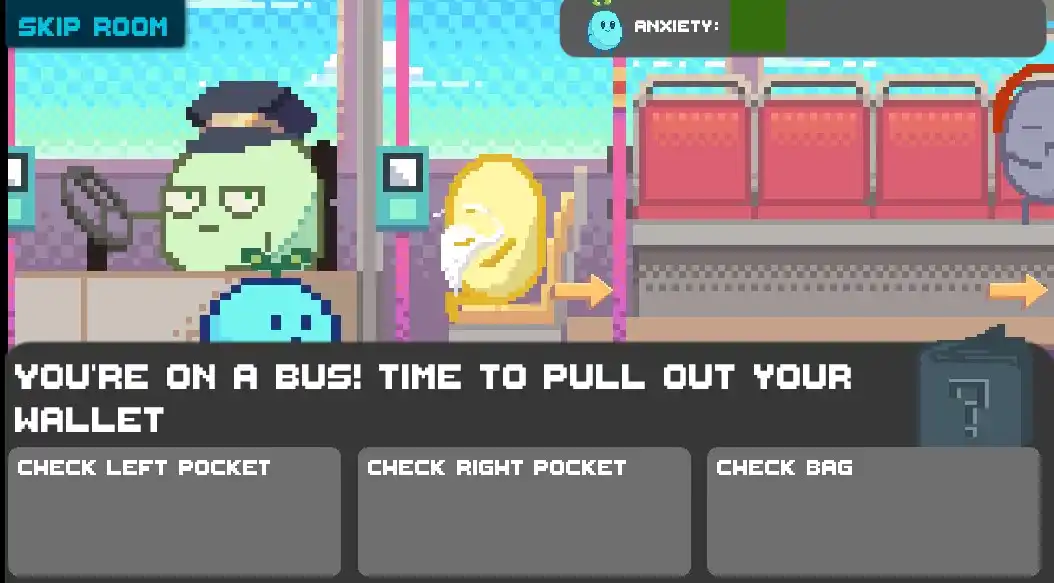 SKIP ROOM
ANXIETY:
YOU'RE ON A BUS! TIME TO PULL OUT YOUR
WALLET
?
CHECK LEFT POCKET
CHECK RIGHT POCKET
CHECK BAG